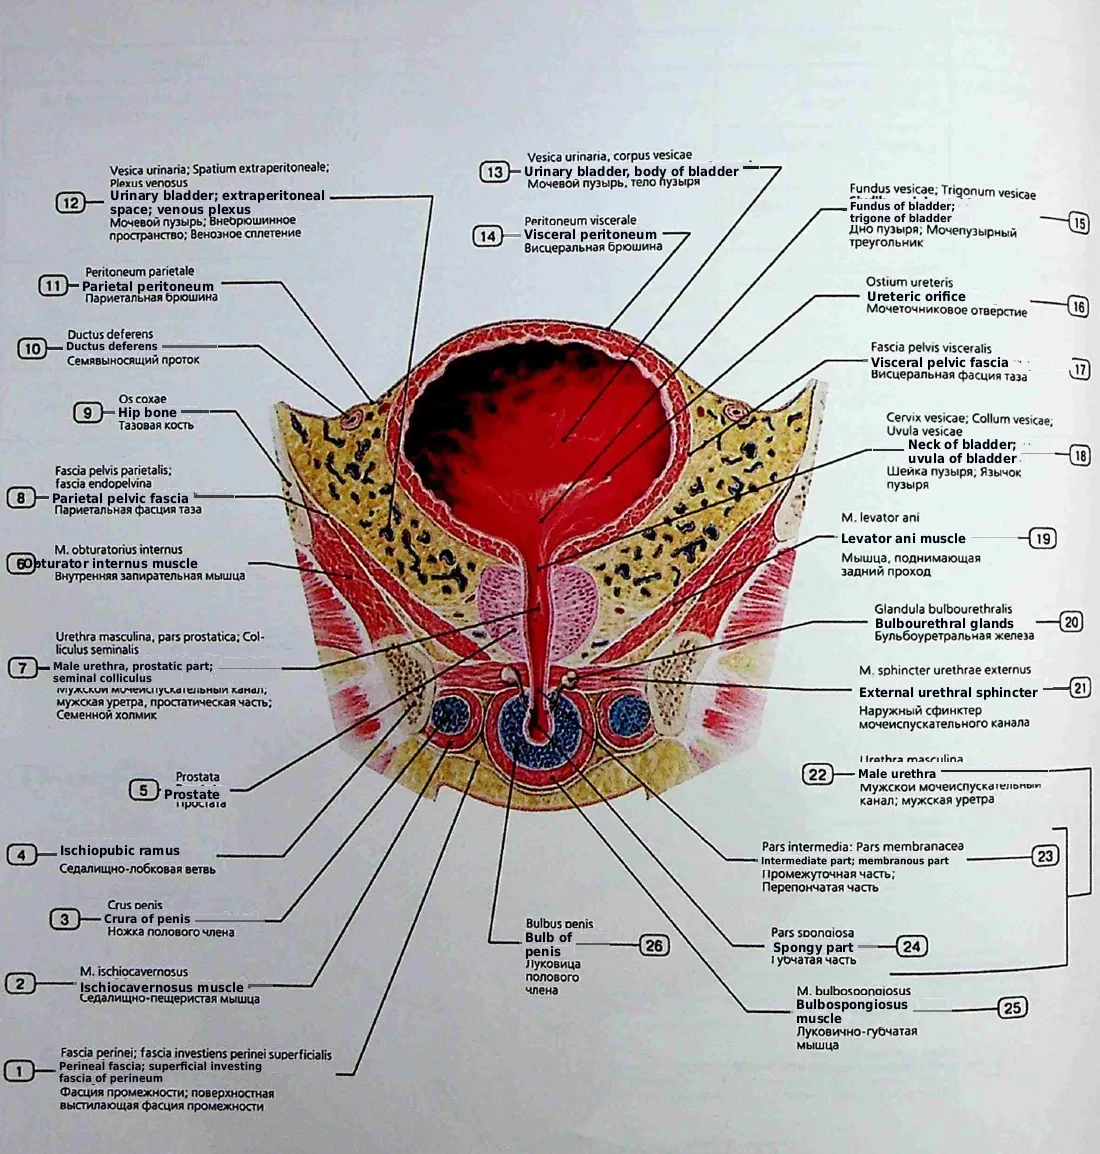 Vesica urinaria; Spatium extraperitoneale;
Plexus venosus
12
Urinary bladder; extraperitoneal
space; venous plexus
Мочевой пузырь; Внебрюшинное
пространство; Венозное сплетение
Peritoneum parietale
11
Parietal peritoneum
Париетальная брюшина
Ductus deferens
10
Ductus deferens
Семявыносящий проток
Os coxae
9
Hip bone
Тазовая кость
Fascia pelvis parietalis;
fascia endopelvina
8
Parietal pelvic fascia
Париетальная фасция таза
M. obturatorius internus
6
Obturator internus muscle
Внутренняя запирательная мышца
Urethra masculina, pars prostatica; Col-
liculus seminalis
7
Male urethra, prostatic part;
seminal colliculus
Мужской мочеиспускательный канал;
мужская уретра, простатическая часть;
Семенной холмик
Prostata
5
Prostate
Простата
4
Ischiopubic ramus
Седалищно-лобковая ветвь
Crus penis
3
Crura of penis
Ножка полового члена
M. ischiocavernosus
2
Ischiocavernosus muscle
Седалищно-пещеристая мышца
Fascia perinei; fascia investiens perinei superficialis
1
Perineal fascia; superficial investing
fascia of perineum
Фасция промежности; поверхностная
выстилающая фасция промежности
Vesica urinaria, corpus vesicae
13
Urinary bladder, body of bladder
Мочевой пузырь, тело пузыря
Peritoneum viscerale
14
Visceral peritoneum
Висцеральная брюшина
Fundus vesicae; Trigonum vesicae
Fundus of bladder;
trigone of bladder
15
Дно пузыря; Мочепузырный
треугольник
Ostium ureteris
Ureteric orifice
16
Мочеточниковое отверстие
Fascia pelvis visceralis
Visceral pelvic fascia
17
Висцеральная фасция таза
Cervix vesicae; Collum vesicae;
Uvula vesicae
Neck of bladder;
uvula of bladder
18
Шейка пузыря; Язычок
пузыря
M. levator ani
Levator ani muscle
19
Мышца, поднимающая
задний проход
Glandula bulbourethralis
Bulbourethral glands
20
Бульбоуретральная железа
M. sphincter urethrae externus
External urethral sphincter
21
Наружный сфинктер
мочеиспускательного канала
Urethra masculina
22
Male urethra
Мужской мочеиспускательный
канал; мужская уретра
Pars intermedia: Pars membranacea
Intermediate part; membranous part
23
Промежуточная часть;
Перепончатая часть
Pars spongiosa
Spongy part
24
Губчатая часть
M. bulbospongiosus
Bulbospongiosus
muscle
25
Луковично-губчатая
мышца
Bulbus penis
Bulb of
penis
26
Луковица
полового
члена